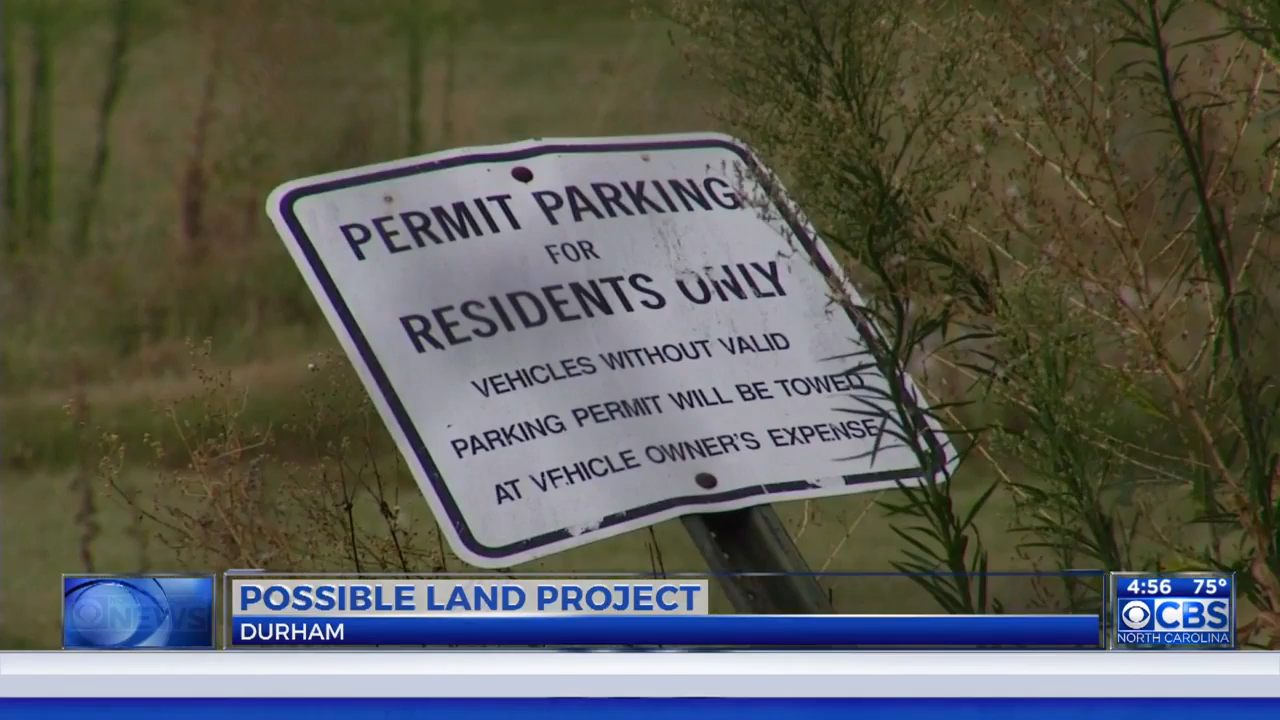 PERMIT PARKING
FOR
RESIDENTS ONLY
VEHICLES WITHOUT VALID
PARKING PERMIT WILL BE TOWED
AT VEHICLE OWNER'S EXPENSE
POSSIBLE LAND PROJECT
DURHAM
NEWS
4:56 75°
CBS
NORTH CAROLINA